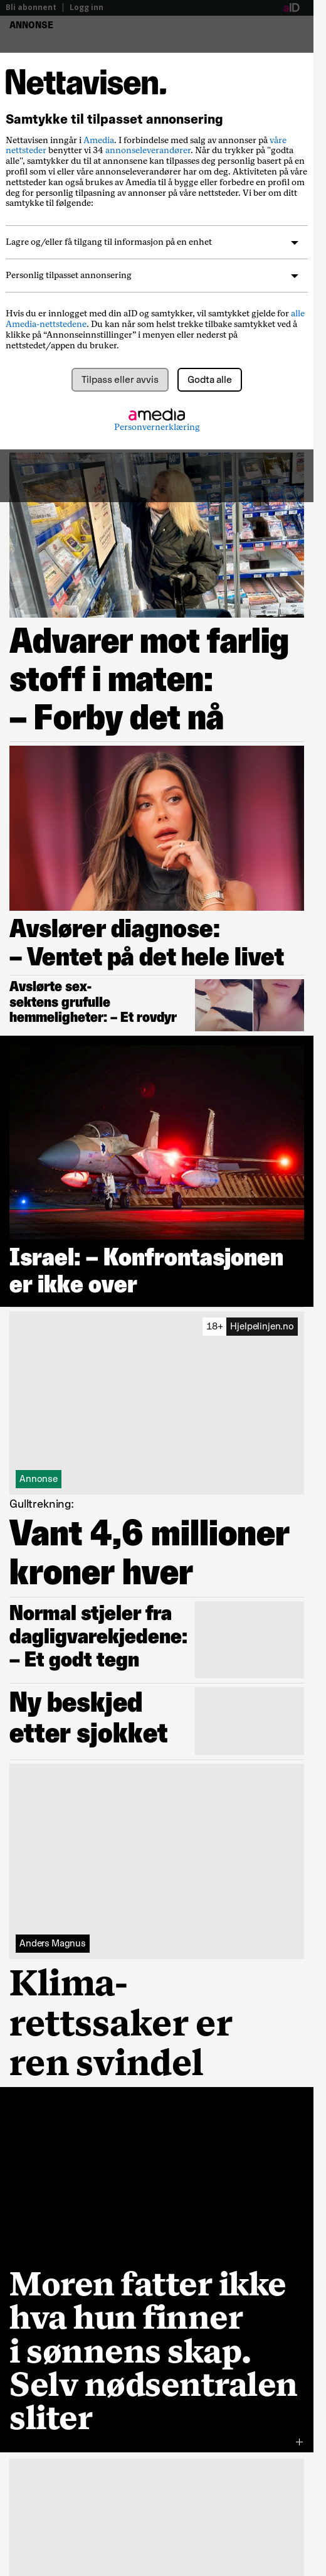 Bli abonnent | Logg inn
aID
ANNONSE
Nettavisen.
Samtykke til tilpasset annonsering
Nettavisen inngår i Amedia. I forbindelse med salg av annonser på våre
nettsteder benytter vi 34 annonseleverandører. Når du trykker på "godta
alle", samtykker du til at annonsene kan tilpasses deg personlig basert på en
profil som vi eller våre annonseleverandører har om deg. Aktiviteten på våre
nettsteder kan også brukes av Amedia til å bygge eller forbedre en profil om
deg for personlig tilpasning av annonser på våre nettsteder. Vi ber om ditt
samtykke til følgende:
Lagre og/eller få tilgang til informasjon på en enhet
Personlig tilpasset annonsering
Hvis du er innlogget med din aID og samtykker, vil samtykket gjelde for alle
Amedia-nettstedene. Du kan når som helst trekke tilbake samtykket ved å
klikke på “Annonseinnstillinger” i menyen eller nederst på
nettstedet/appen du bruker.
Tilpass eller avvis
Godta alle
amedia
Personvernerklæring
Advarer mot farlig
stoff i maten:
– Forby det nå
Avslører diagnose:
– Ventet på det hele livet
Avslørte sex-
sektens grufulle
hemmeligheter: – Et rovdyr
Israel: – Konfrontasjonen
er ikke over
18+ Hjelpelinjen.no
Annonse
Gulltrekning:
Vant 4,6 millioner
kroner hver
Normal stjeler fra
dagligvarekjedene:
– Et godt tegn
Ny beskjed
etter sjokket
Anders Magnus
Klima-
rettssaker er
ren svindel
Moren fatter ikke
hva hun finner
i sønnens skap.
Selv nødsentralen
sliter